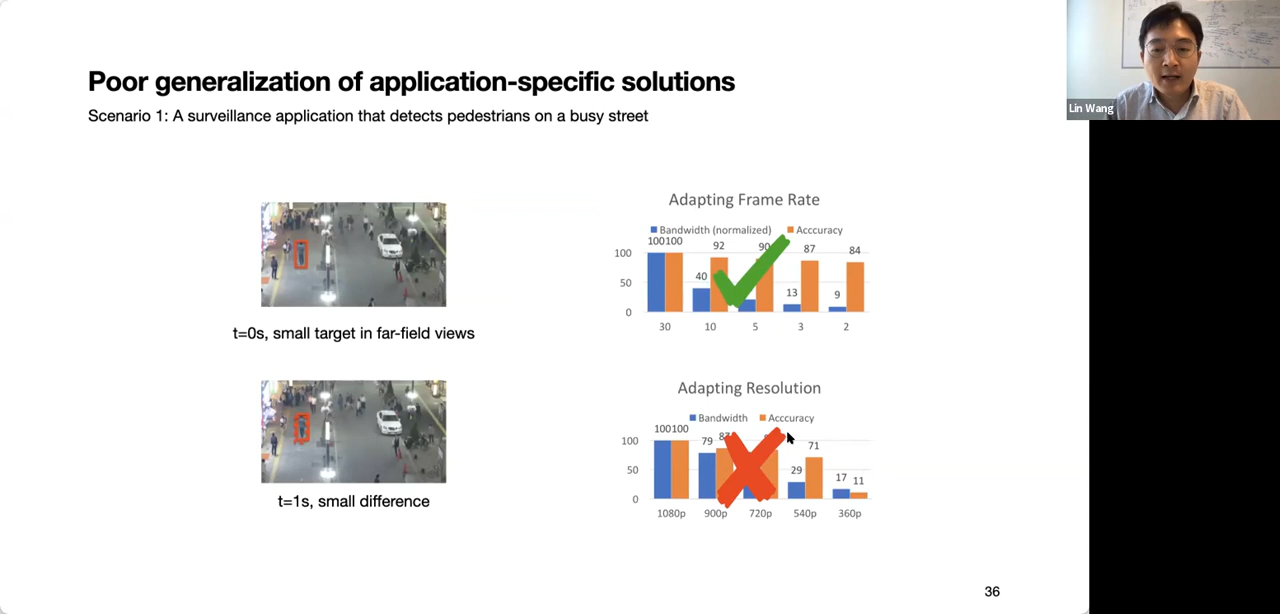 Poor generalization of application-specific solutions
Scenario 1: A surveillance application that detects pedestrians on a busy street
Lin Wang
t=0s, small target in far-field views
t=1s, small difference
Adapting Frame Rate
Bandwidth (normalized) Acccuracy
100 100 92 90 87 84
100
50
0
40 13 9
30 10 5 3 2
Adapting Resolution
Bandwidth Acccuracy
100 100 79 71
100
50
0
29 17 11
1080p 900p 720p 540p 360p
36